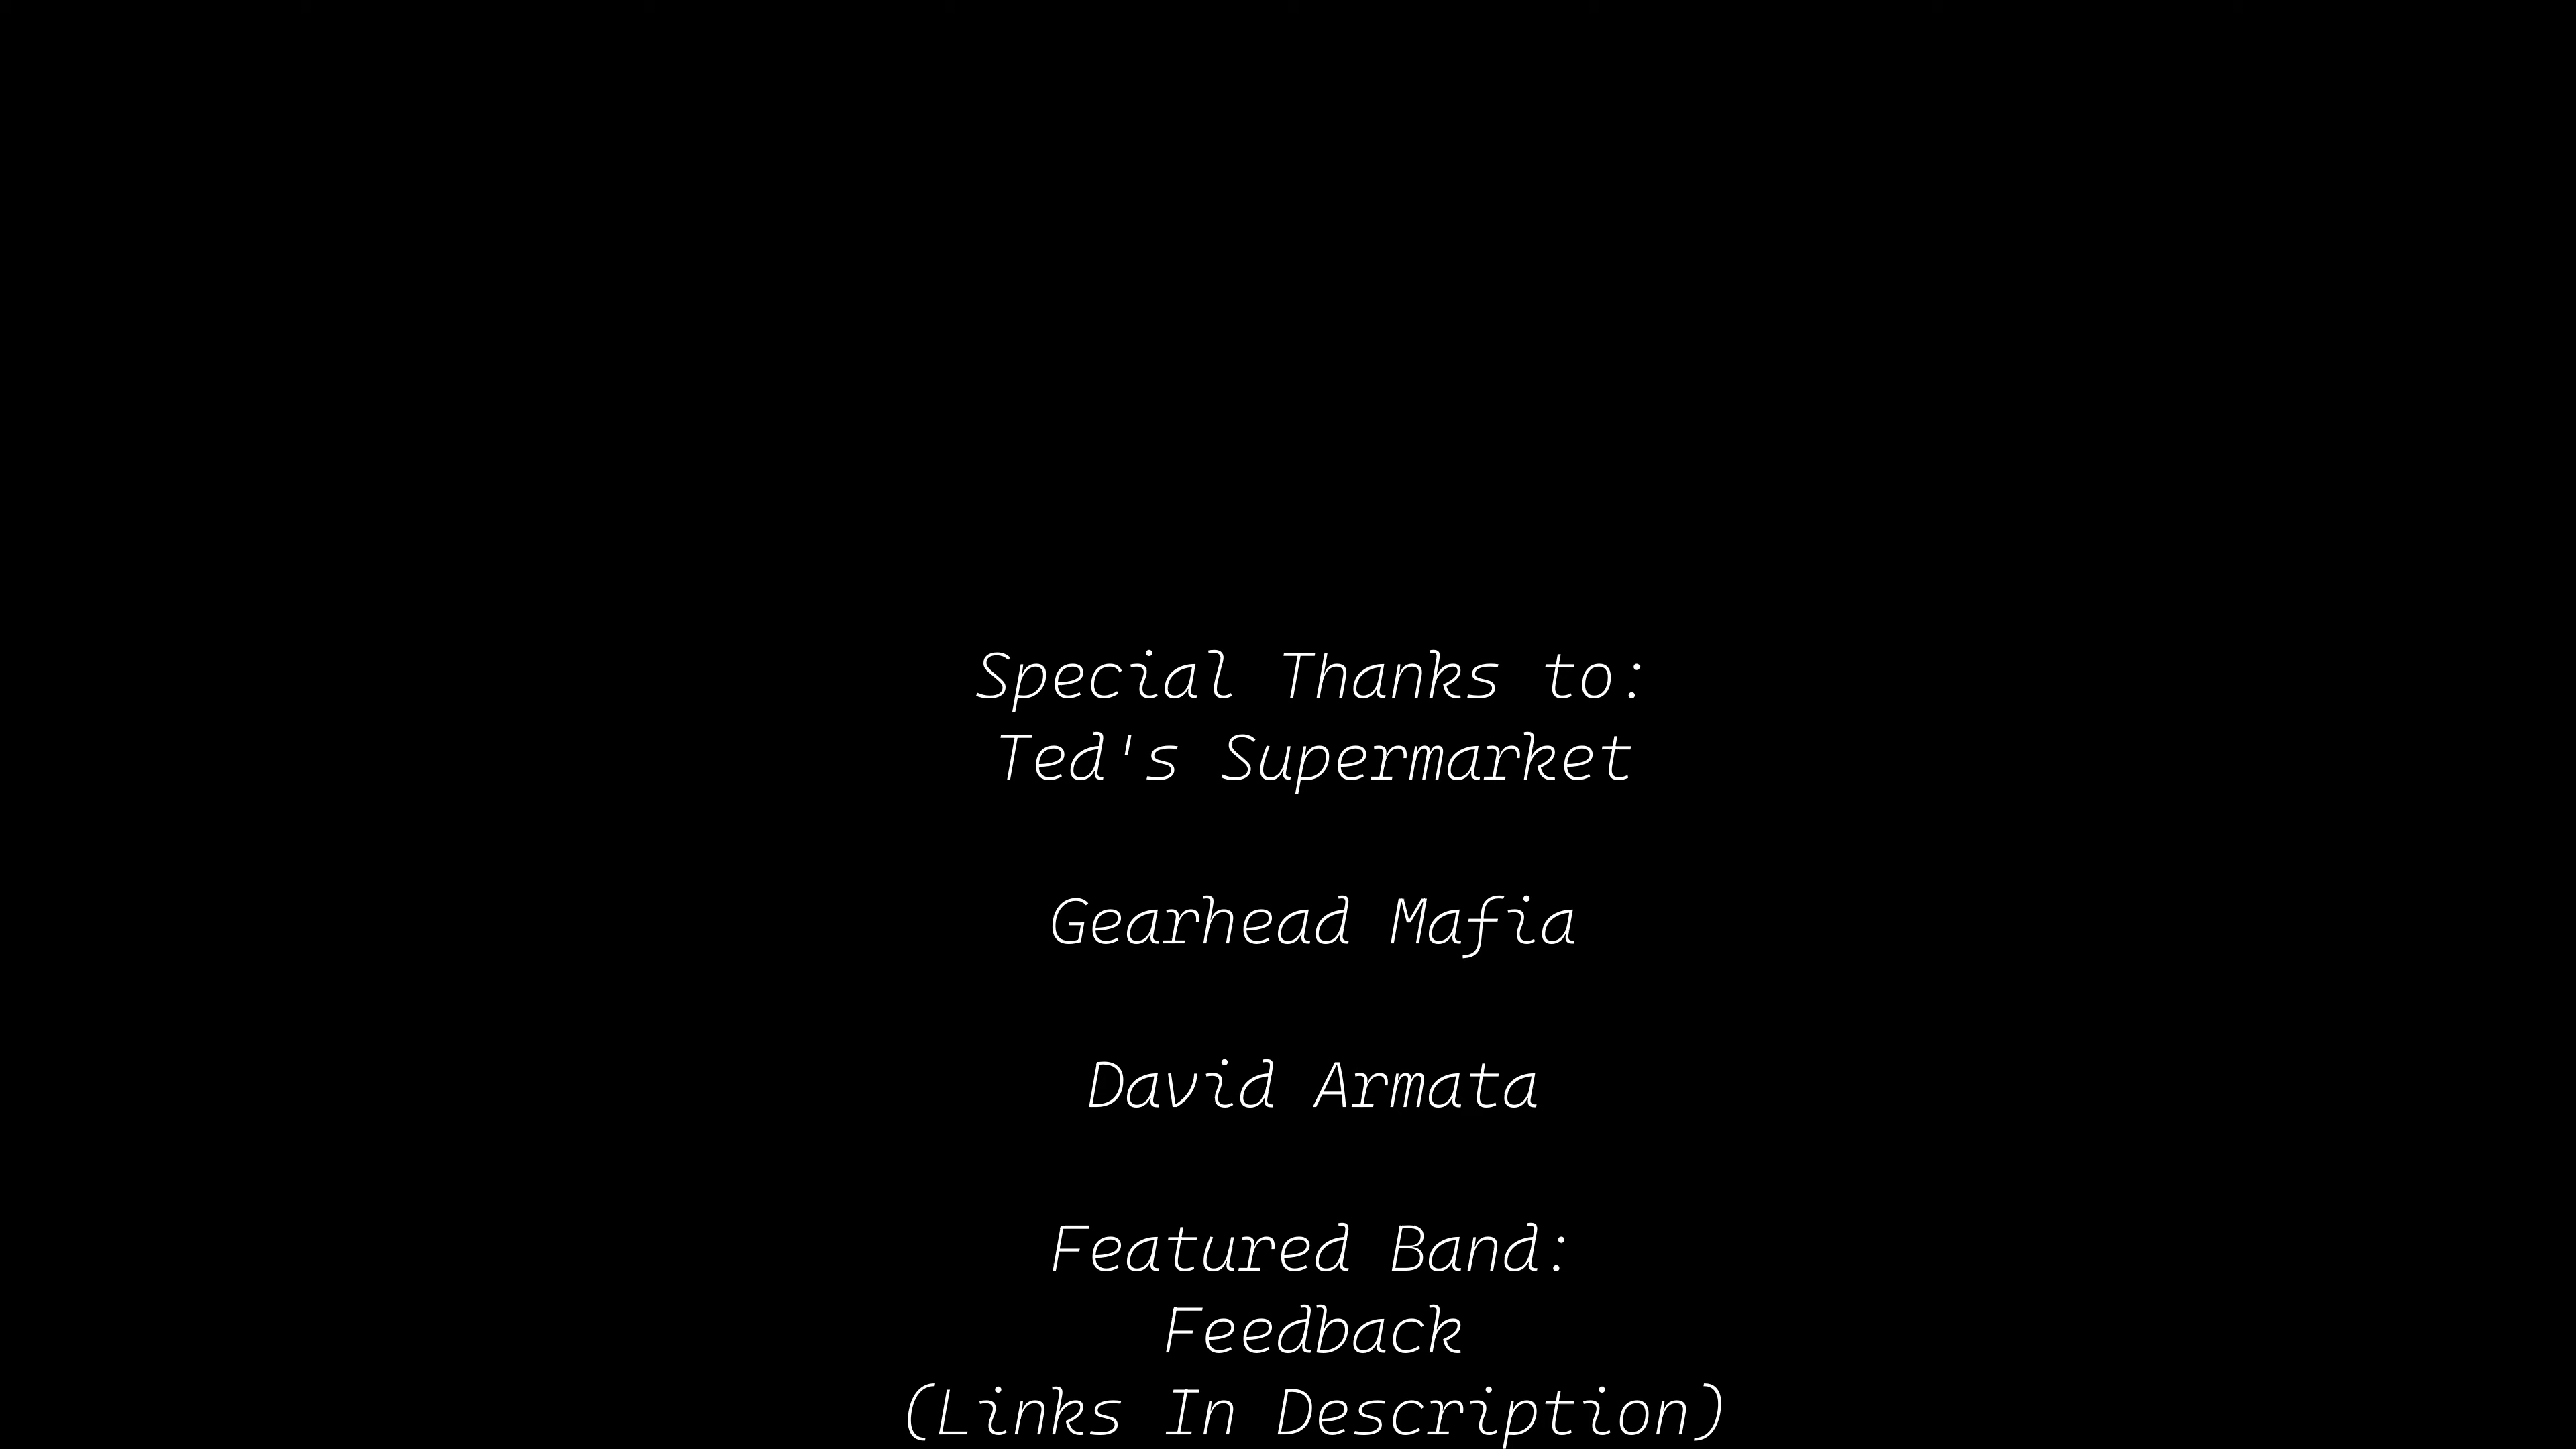 Special Thanks to:
Ted's Supermarket
Gearhead Mafia
David Armata
Featured Band:
Feedback
(Links In Description)